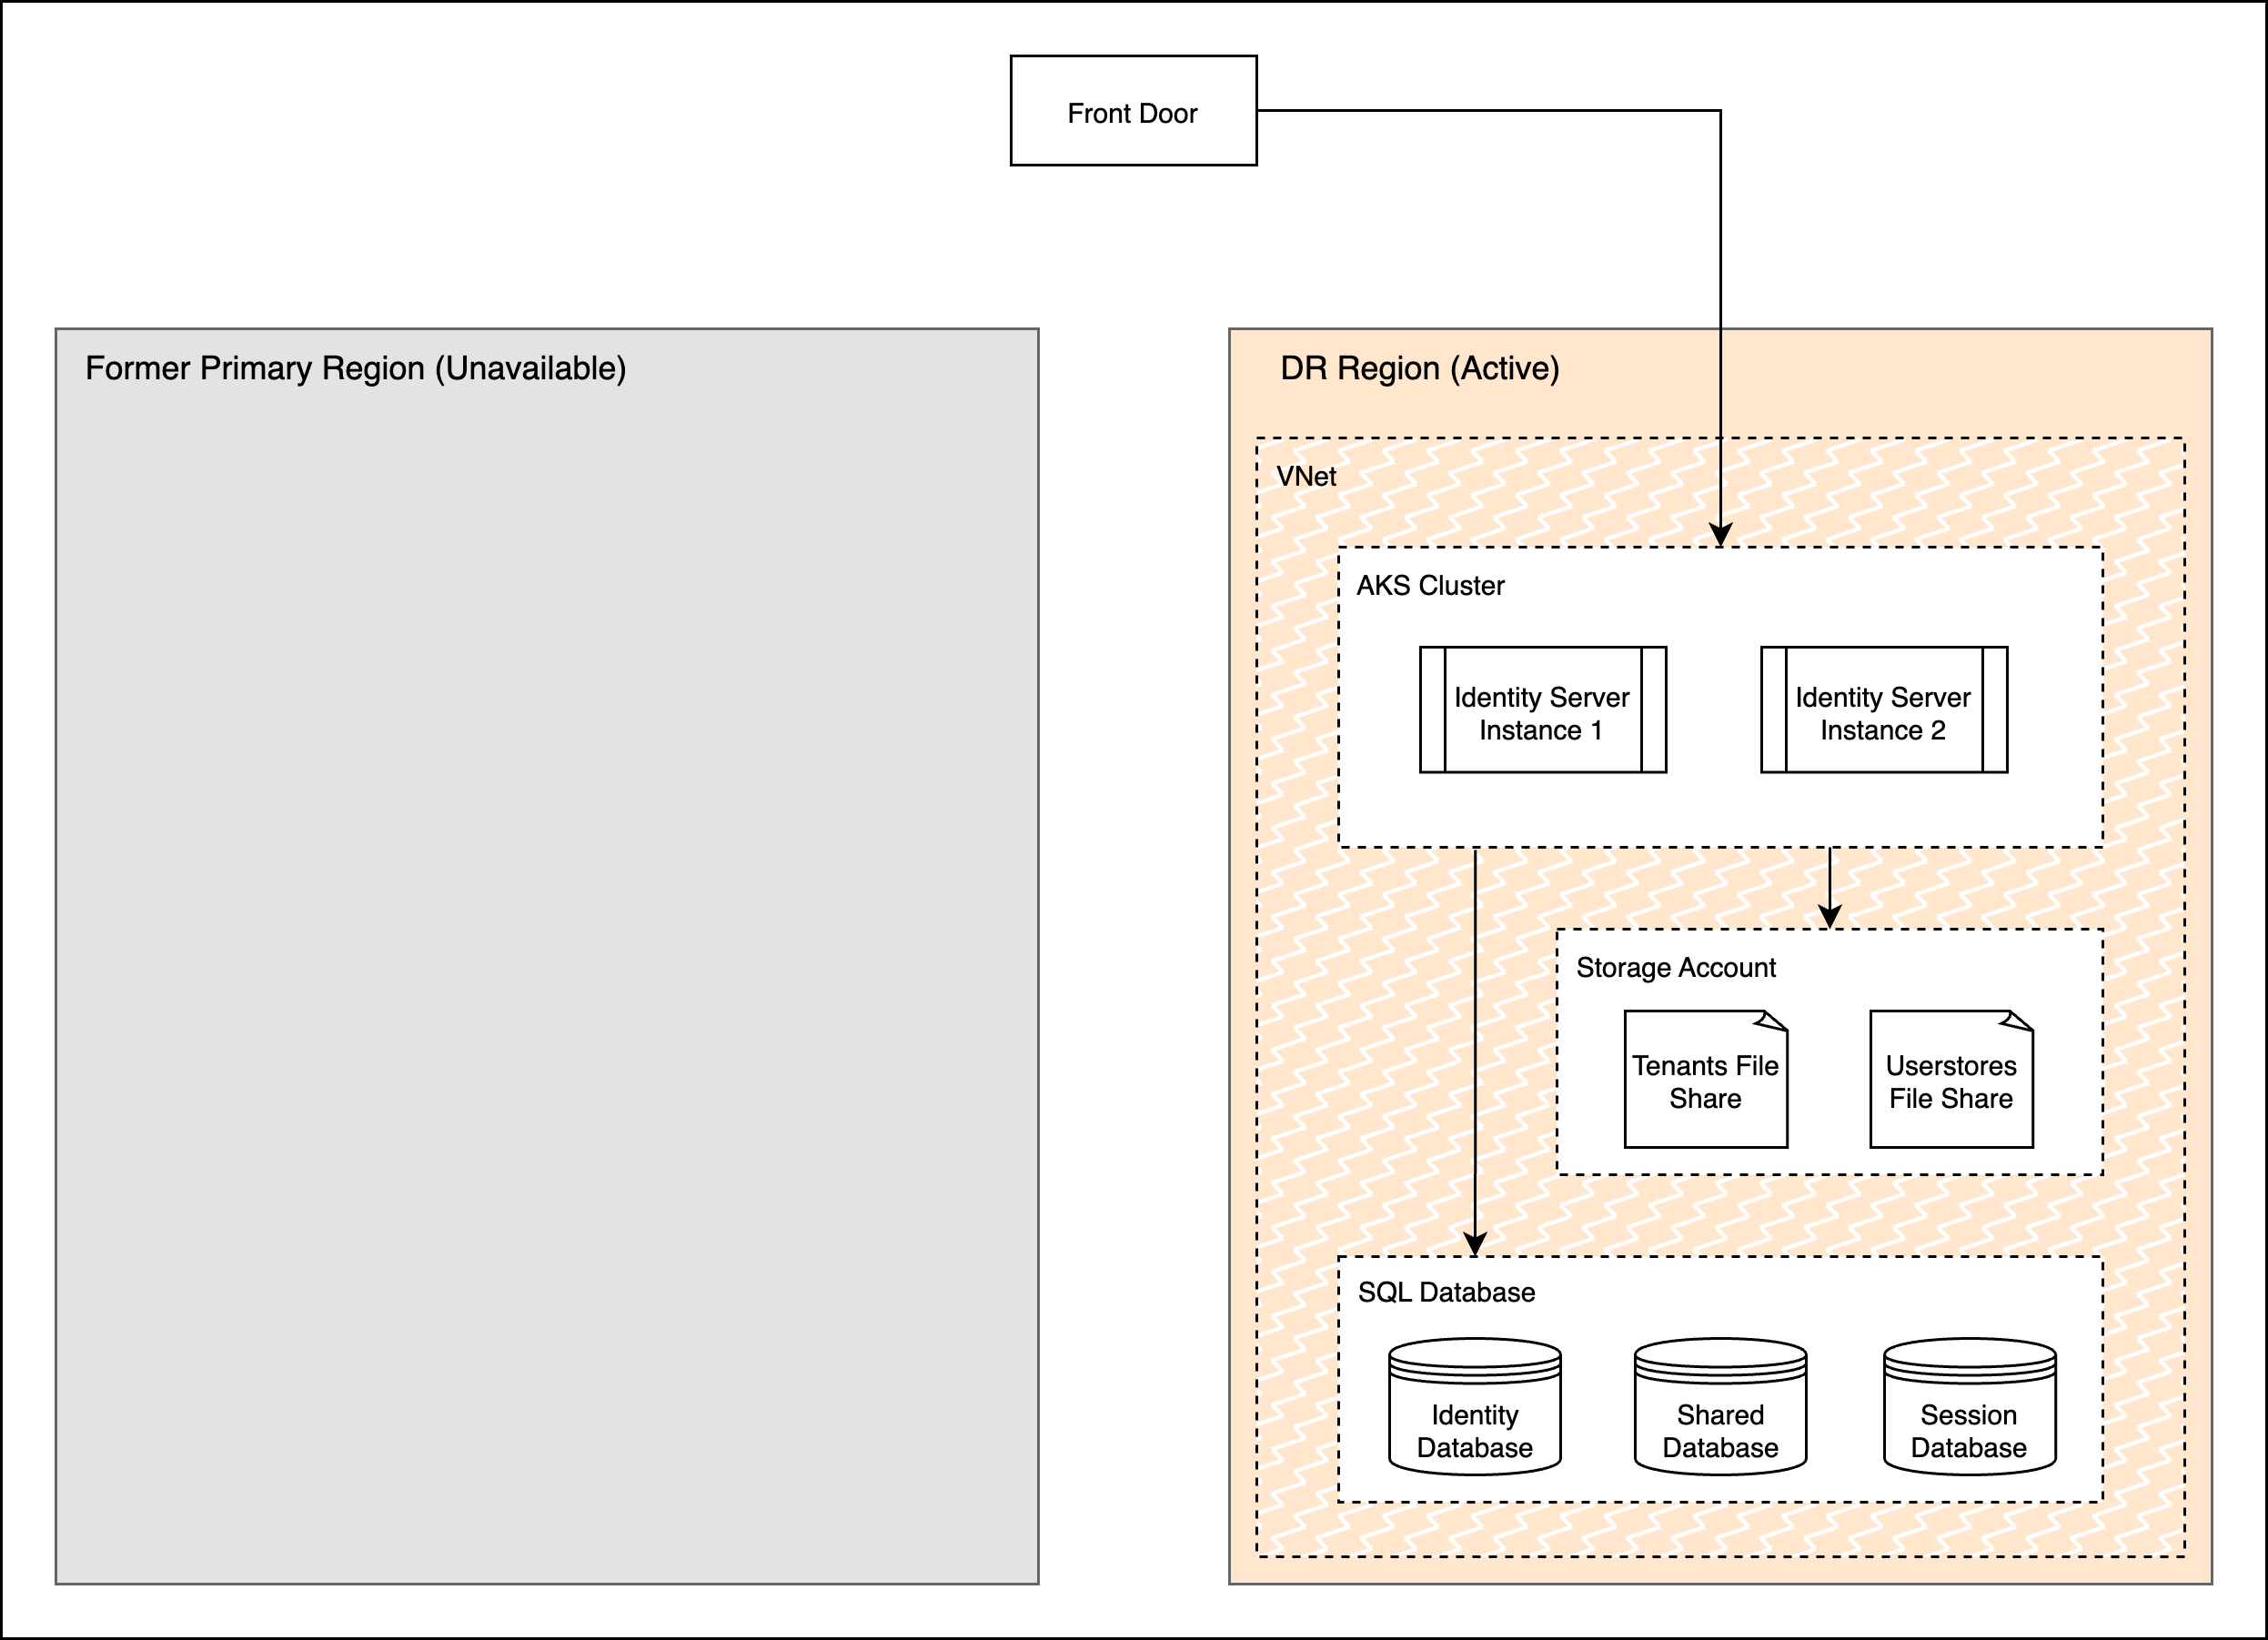 Front Door
Former Primary Region (Unavailable)
DR Region (Active)
VNet
AKS Cluster
Identity Server
Instance 1
Identity Server
Instance 2
Storage Account
Tenants File
Share
Userstores
File Share
SQL Database
Identity
Database
Shared
Database
Session
Database